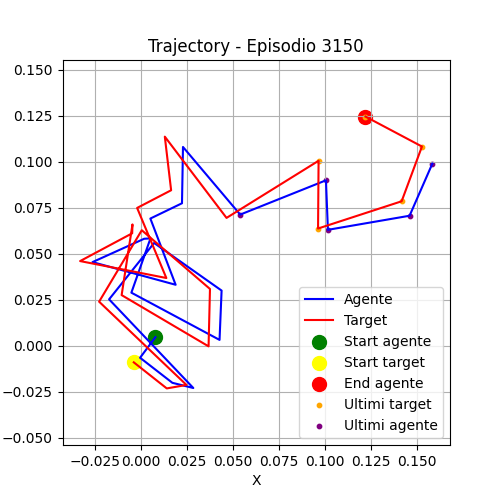 Trajectory - Episodio 3150
0.150
0.125
0.100
0.075
0.050
0.025
0.000
−0.025
−0.050
−0.025 0.000 0.025 0.050 0.075 0.100 0.125 0.150
X
Agente
Target
Start agente
Start target
End agente
Ultimi target
Ultimi agente